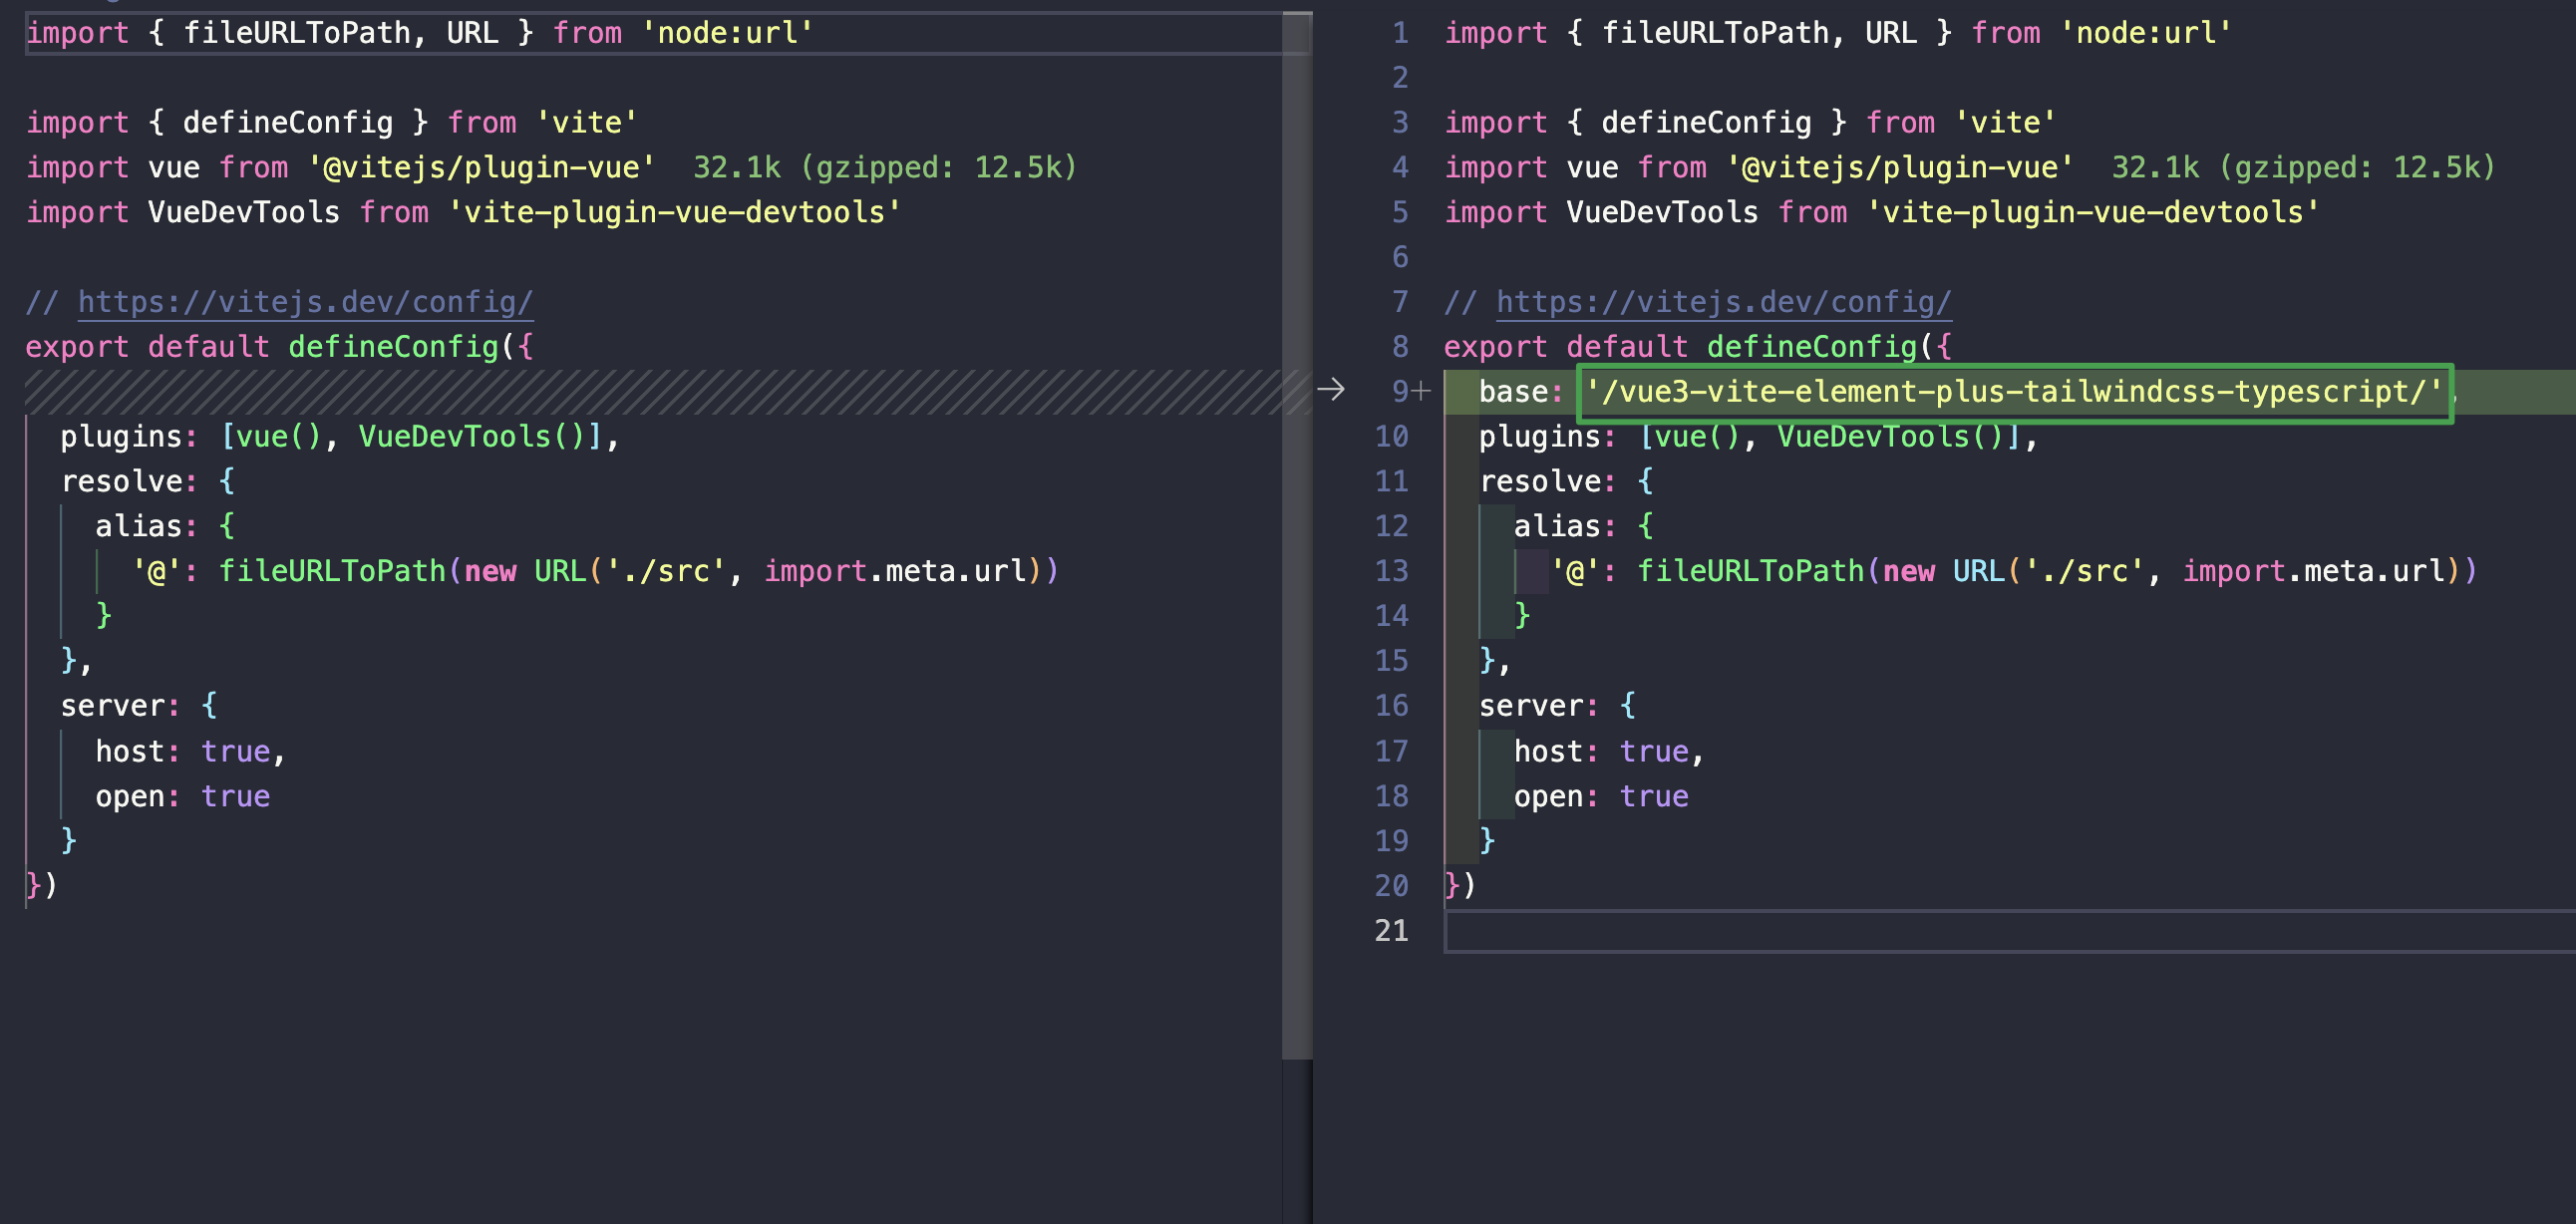 import { fileURLToPath, URL } from 'node:url'
import { defineConfig } from 'vite'
import vue from '@vitejs/plugin-vue' 32.1k (gzipped: 12.5k)
import VueDevTools from 'vite-plugin-vue-devtools'
// https://vitejs.dev/config/
export default defineConfig({
plugins: [vue(), VueDevTools()],
resolve: {
alias: {
'@': fileURLToPath(new URL('./src', import.meta.url))
}
},
server: {
host: true,
open: true
}
})
1 import { fileURLToPath, URL } from 'node:url'
2
3 import { defineConfig } from 'vite'
4 import vue from '@vitejs/plugin-vue' 32.1k (gzipped: 12.5k)
5 import VueDevTools from 'vite-plugin-vue-devtools'
6
7 // https://vitejs.dev/config/
8 export default defineConfig({
9+ base: '/vue3-vite-element-plus-tailwindcss-typescript/',
10 plugins: [vue(), VueDevTools()],
11 resolve: {
12 alias: {
13 '@': fileURLToPath(new URL('./src', import.meta.url))
14 }
15 },
16 server: {
17 host: true,
18 open: true
19 }
20 })
21